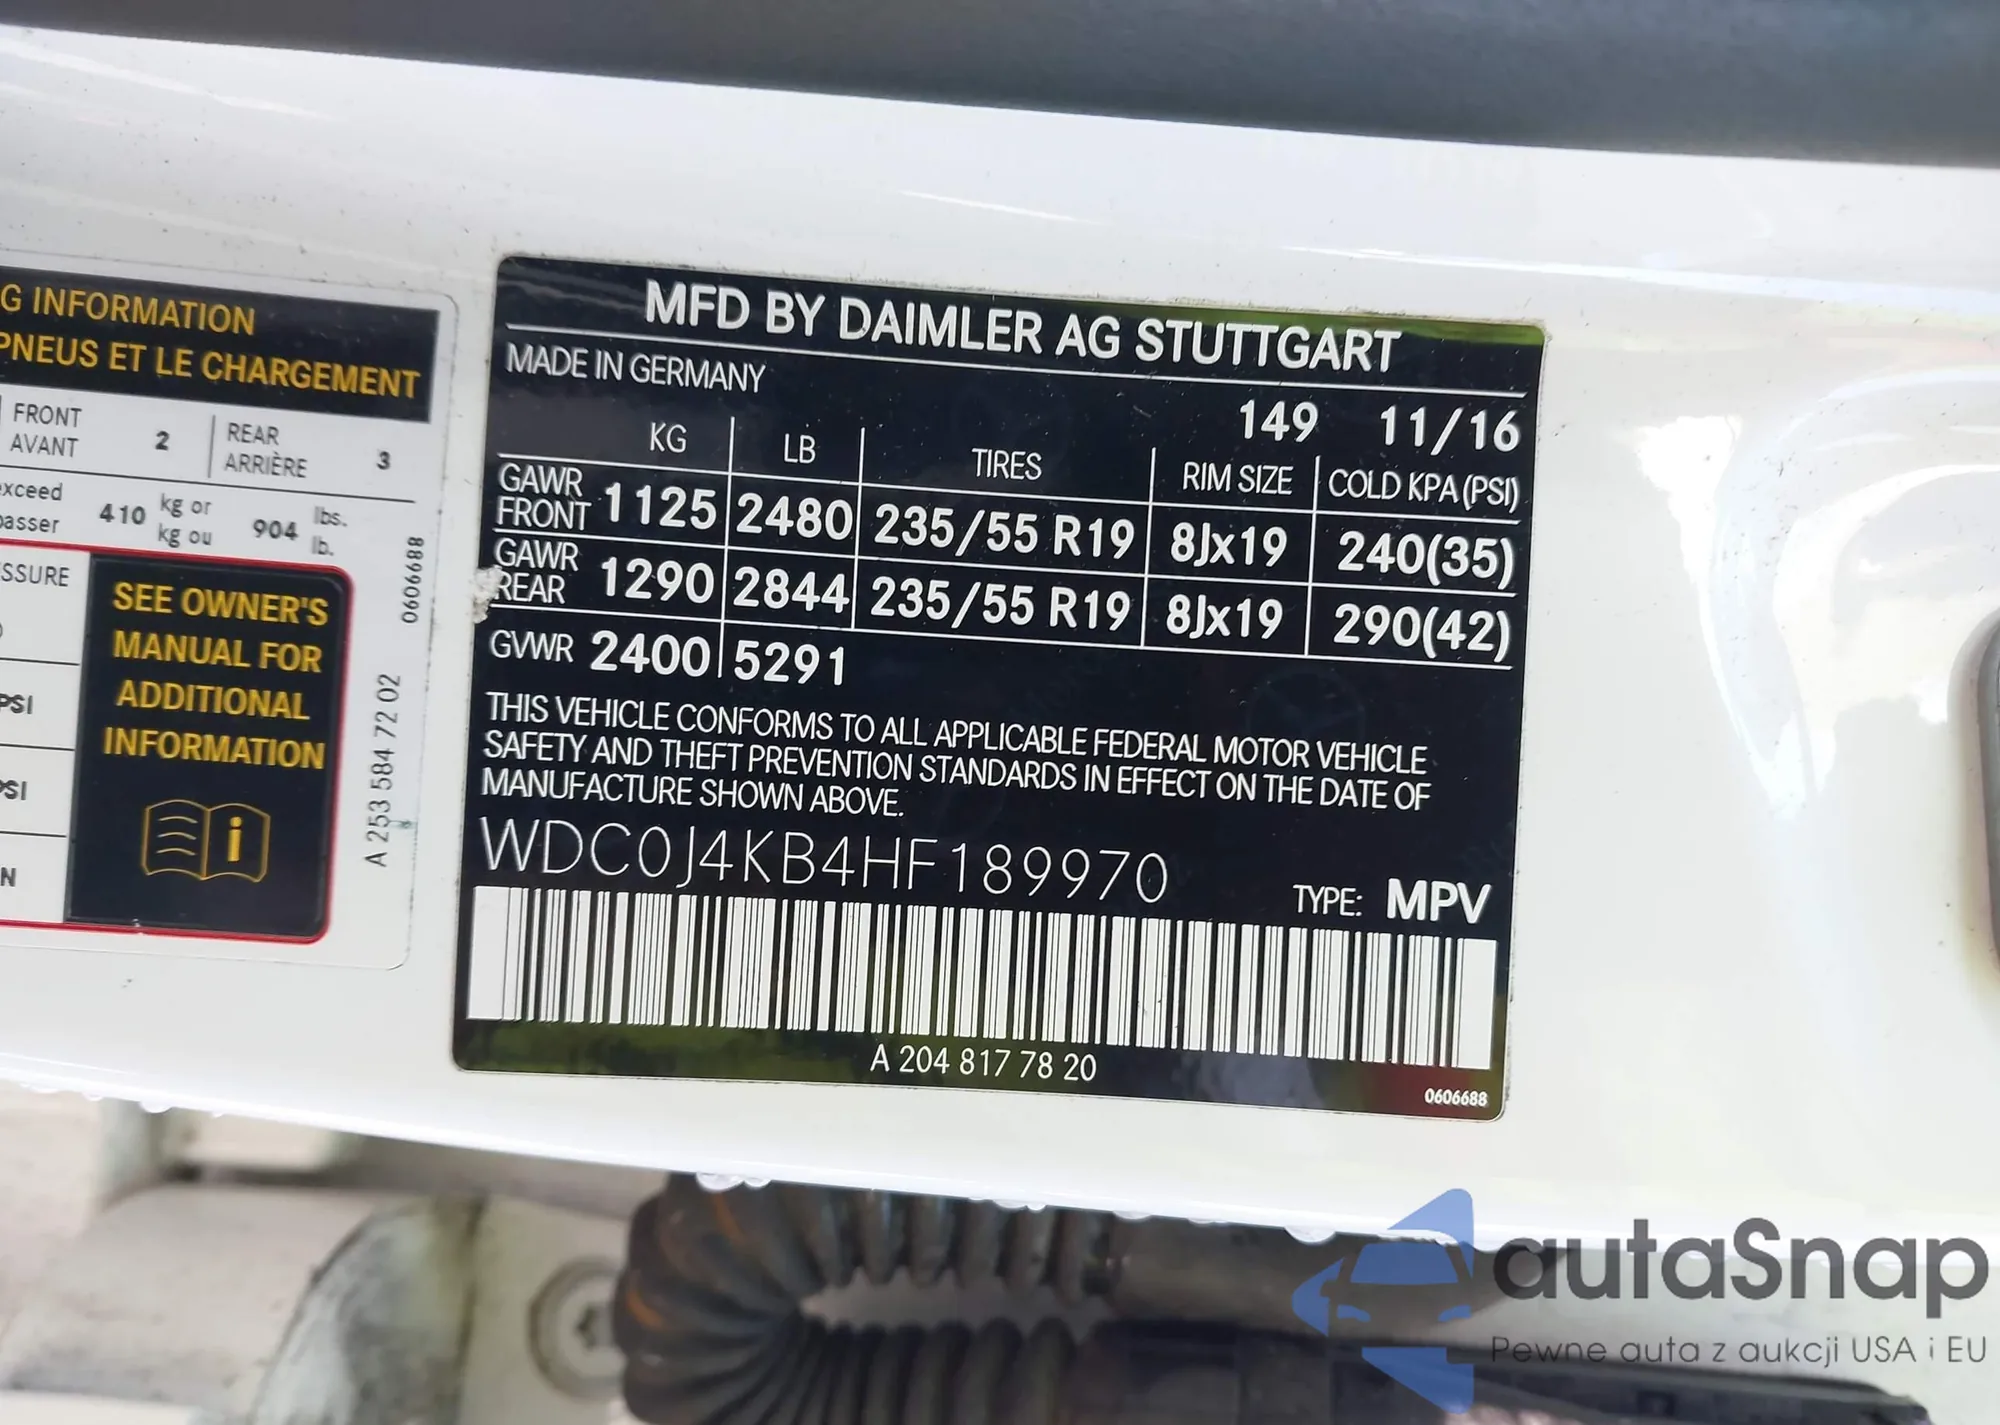 G INFORMATION
PNEUS ET LE CHARGEMENT
FRONT
AVANT
2
REAR
ARRIÈRE
3
exceed
passer
410
kg or
kg ou
904
lbs.
lb.
SSURE
PSI
PSI
N
SEE OWNER'S
MANUAL FOR
ADDITIONAL
INFORMATION
i
A 253 584 72 02
0606688
MFD BY DAIMLER AG STUTTGART
MADE IN GERMANY
149 11/16
KG LB TIRES RIM SIZE COLD KPA (PSI)
GAWR FRONT 1125 2480 235/55 R19 8Jx19 240(35)
GAWR REAR 1290 2844 235/55 R19 8Jx19 290(42)
GVWR 2400 5291
THIS VEHICLE CONFORMS TO ALL APPLICABLE FEDERAL MOTOR VEHICLE
SAFETY AND THEFT PREVENTION STANDARDS IN EFFECT ON THE DATE OF
MANUFACTURE SHOWN ABOVE.
WDC0J4KB4HF189970
TYPE: MPV
A 204 817 78 20
0606688
autaSnap
Pewne auta z aukcji USA i EU